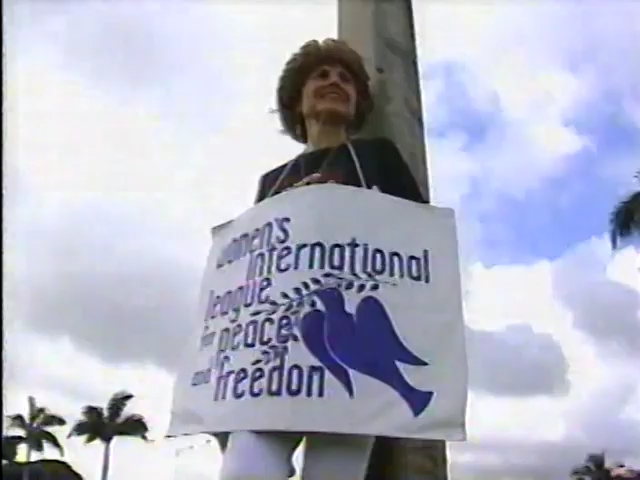 women's
international
league
for peace
and freedom